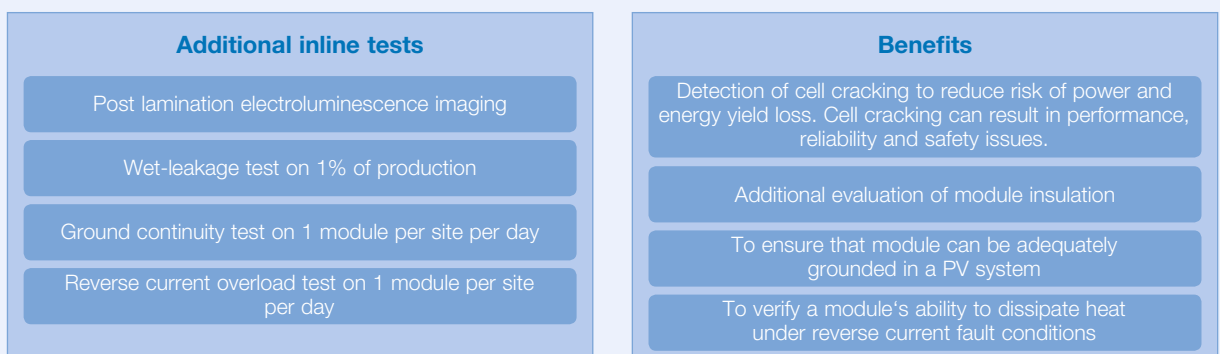 Additional inline tests
Post lamination electroluminescence imaging
Wet-leakage test on 1% of production
Ground continuity test on 1 module per site per day
Reverse current overload test on 1 module per site
per day
Benefits
Detection of cell cracking to reduce risk of power and
energy yield loss. Cell cracking can result in performance,
reliability and safety issues.
Additional evaluation of module insulation
To ensure that module can be adequately
grounded in a PV system
To verify a module‘s ability to dissipate heat
under reverse current fault conditions